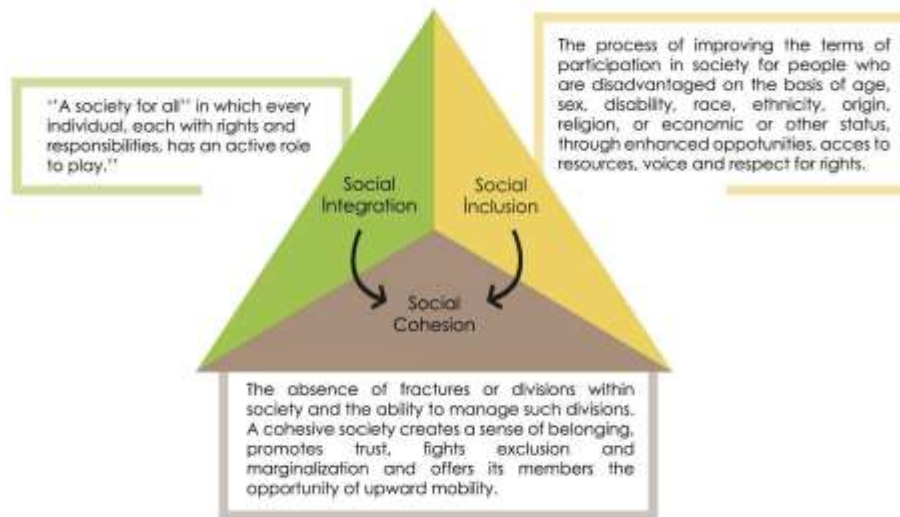 "A society for all" in which every
individual, each with rights and
responsibilities, has an active role
to play."
The process of improving the terms of
participation in society for people who
are disadvantaged on the basis of age,
sex, disability, race, ethnicity, origin,
religion, or economic or other status,
through enhanced oppotunities, acces to
resources, voice and respect for rights.
Social
İntegration
Social
İnclusion
Social
Cohesion
The absence of fractures or divisions within
society and the ability to manage such divisions.
A cohesive society creates a sense of belonging,
promotes trust, fights exclusion and
marginalization and offers its members the
opportunity of upward mobility.